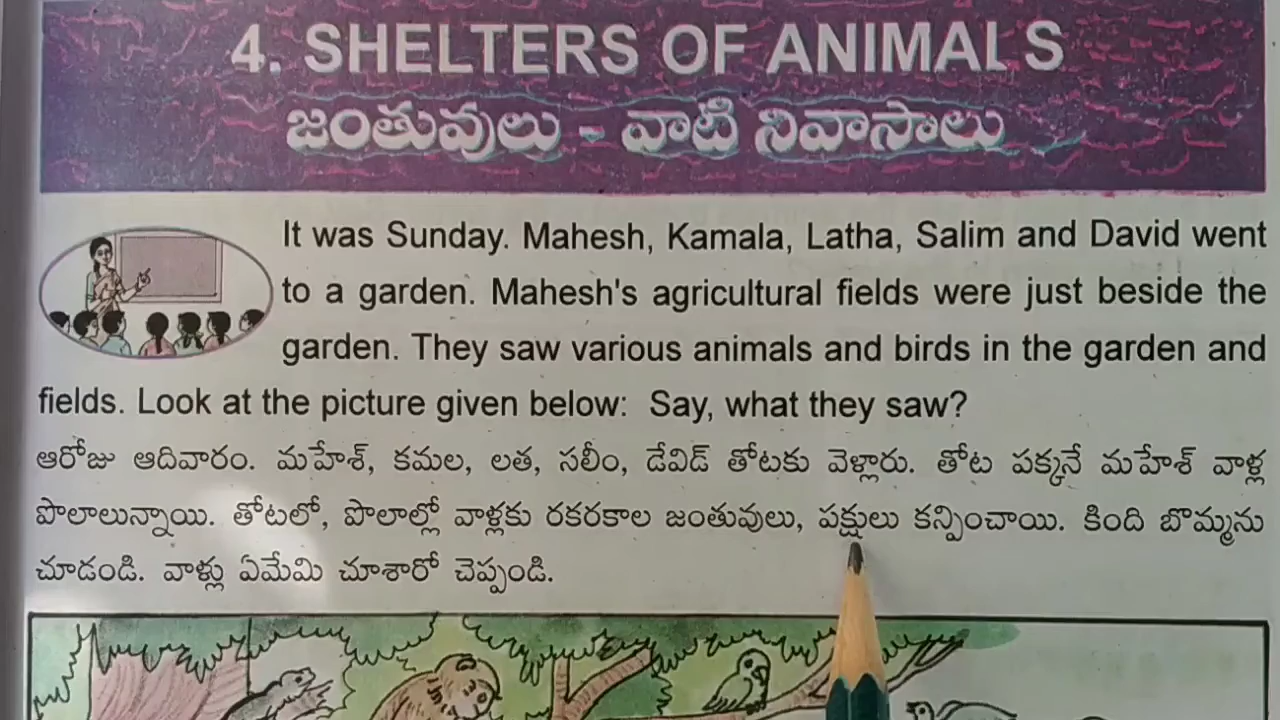 4. SHELTERS OF ANIMALS
జంతువులు - వాటి నివాసాలు
It was Sunday. Mahesh, Kamala, Latha, Salim and David went
to a garden. Mahesh's agricultural fields were just beside the
garden. They saw various animals and birds in the garden and
fields. Look at the picture given below: Say, what they saw?
ఆరోజు ఆదివారం. మహేశ్, కమల, లత, సలీం, డేవిడ్ తోటకు వెళ్లారు. తోట పక్కనే మహేశ్ వాళ్ల
పొలాలున్నాయి. తోటలో, పొలాల్లో వాళ్లకు రకరకాల జంతువులు, పక్షులు కన్పించాయి. కింది బొమ్మను
చూడండి. వాళ్లు ఏమేమి చూశారో చెప్పండి.